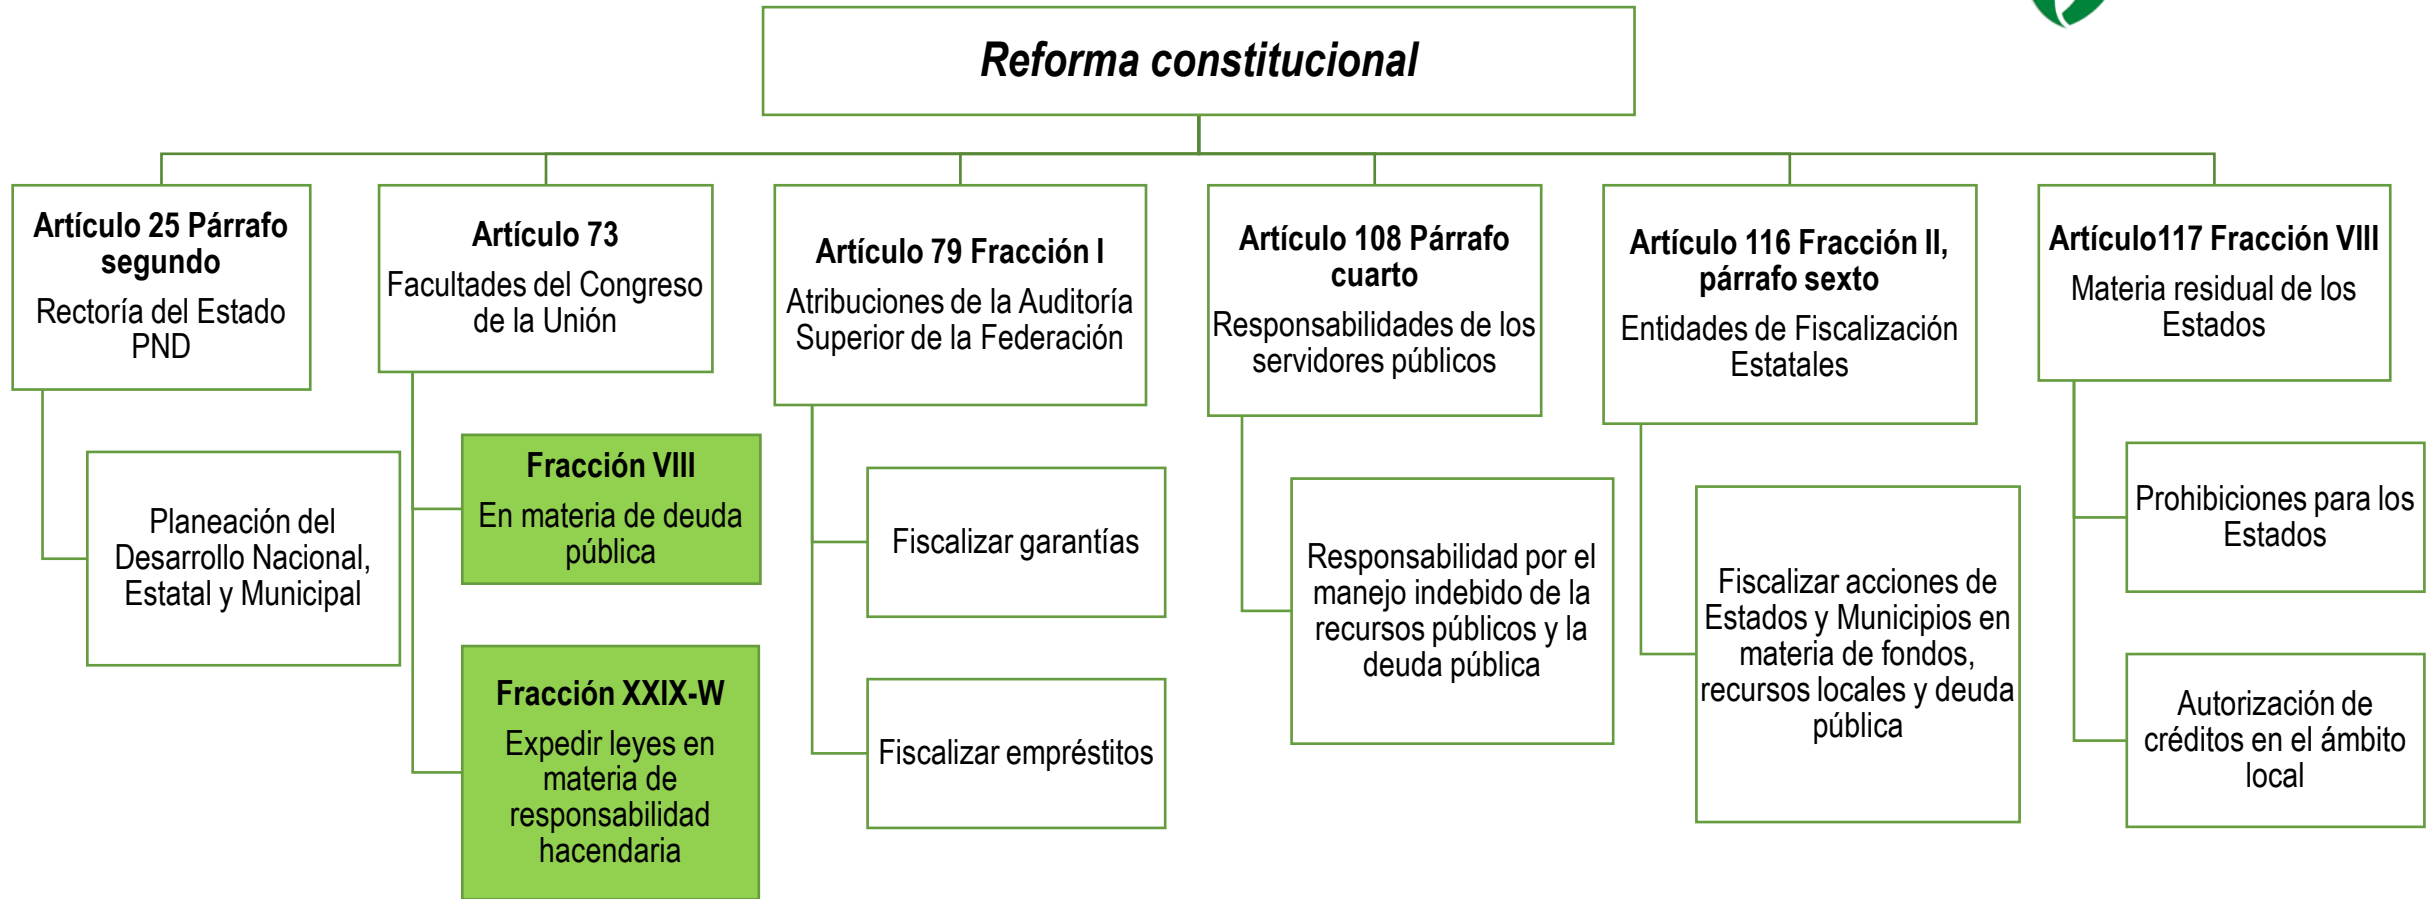 Reforma constitucional
Artículo 25 Párrafo
segundo
Rectoría del Estado
PND
Planeación del
Desarrollo Nacional,
Estatal y Municipal
Artículo 73
Facultades del Congreso
de la Unión
Fracción VIII
En materia de deuda
pública
Fracción XXIX-W
Expedir leyes en
materia de
responsabilidad
hacendaria
Artículo 79 Fracción I
Atribuciones de la Auditoría
Superior de la Federación
Fiscalizar garantías
Fiscalizar empréstitos
Artículo 108 Párrafo
cuarto
Responsabilidades de los
servidores públicos
Responsabilidad por el
manejo indebido de la
recursos públicos y la
deuda pública
Artículo 116 Fracción II,
párrafo sexto
Entidades de Fiscalización
Estatales
Fiscalizar acciones de
Estados y Municipios en
materia de fondos,
recursos locales y deuda
pública
Artículo117 Fracción VIII
Materia residual de los
Estados
Prohibiciones para los
Estados
Autorización de
créditos en el ámbito
local